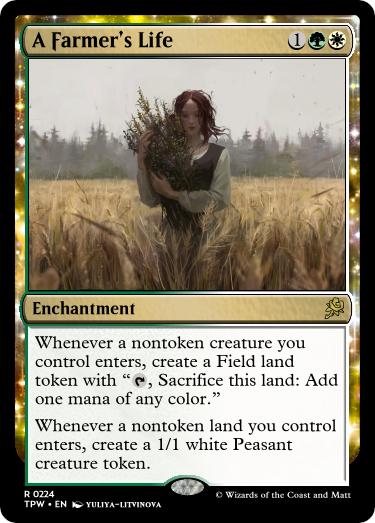 A Farmer's Life 1
Enchantment
Whenever a nontoken creature you
control enters, create a Field land
token with “, Sacrifice this land: Add
one mana of any color.”
Whenever a nontoken land you control
enters, create a 1/1 white Peasant
creature token.
R 0224
TPW • EN YULIYA-LITVINOVA
© Wizards of the Coast and Matt